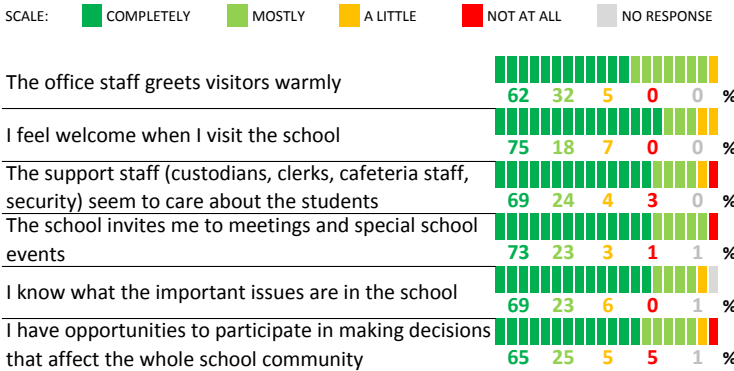 SCALE: COMPLETELY MOSTLY A LITTLE NOT AT ALL NO RESPONSE
The office staff greets visitors warmly
62 32 5 0 0 %
I feel welcome when I visit the school
75 18 7 0 0 %
The support staff (custodians, clerks, cafeteria staff,
security) seem to care about the students
69 24 4 3 0 %
The school invites me to meetings and special school
events
73 23 3 1 1 %
I know what the important issues are in the school
69 23 6 0 1 %
I have opportunities to participate in making decisions
that affect the whole school community
65 25 5 5 1 %